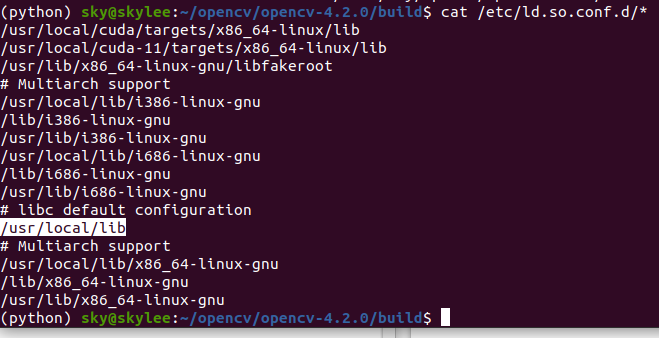 (python) sky@skylee:~/opencv/opencv-4.2.0/build$ cat /etc/ld.so.conf.d/*
/usr/local/cuda/targets/x86_64-linux/lib
/usr/local/cuda-11/targets/x86_64-linux/lib
/usr/lib/x86_64-linux-gnu/libfakeroot
# Multiarch support
/usr/local/lib/i386-linux-gnu
/lib/i386-linux-gnu
/usr/lib/i386-linux-gnu
/usr/local/lib/i686-linux-gnu
/lib/i686-linux-gnu
/usr/lib/i686-linux-gnu
# libc default configuration
/usr/local/lib
# Multiarch support
/usr/local/lib/x86_64-linux-gnu
/lib/x86_64-linux-gnu
/usr/lib/x86_64-linux-gnu
(python) sky@skylee:~/opencv/opencv-4.2.0/build$